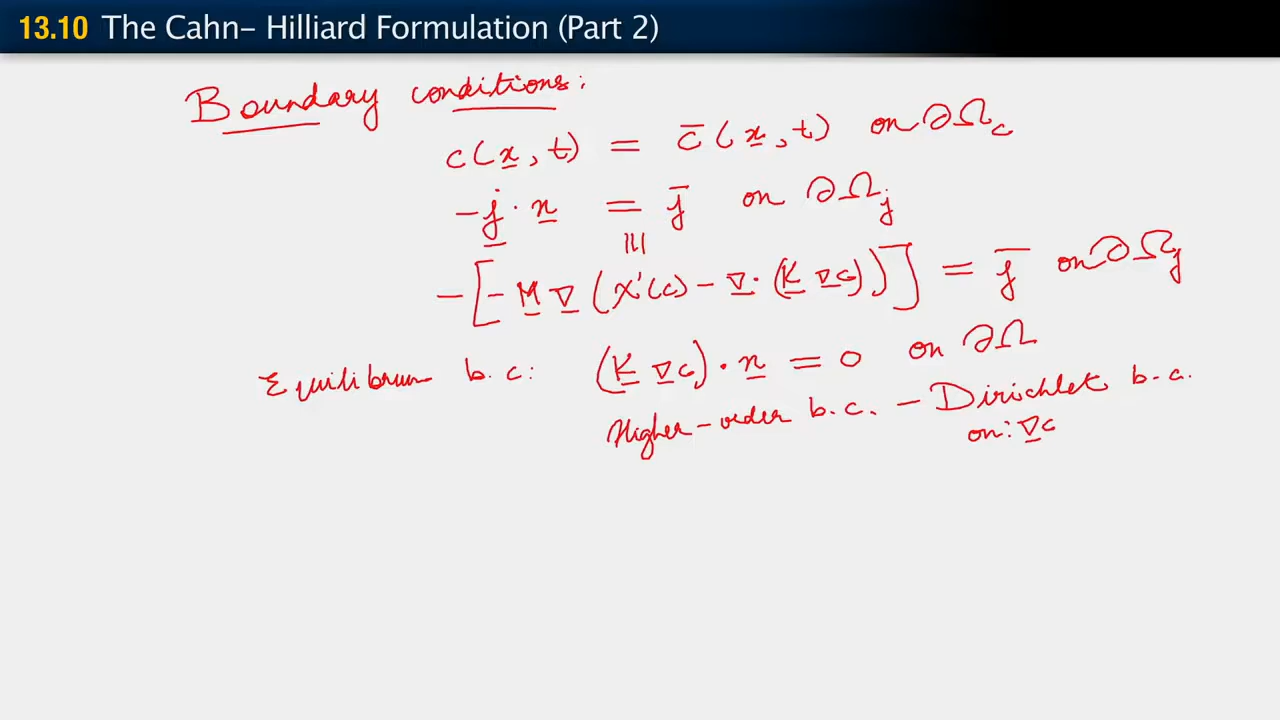 13.10 The Cahn– Hilliard Formulation (Part 2)
Boundary conditions:
c(x, t) = c̄(x, t) on ∂Ω_c
-j · n = j̄ on ∂Ω_j
|||
-[-M ∇(χ'(c) - ∇·(K ∇c))] = j̄ on ∂Ω_j
Equilibrium b.c: (K ∇c)·n = 0 on ∂Ω
Higher-order b.c. - Dirichlet b.c.
on: ∇c